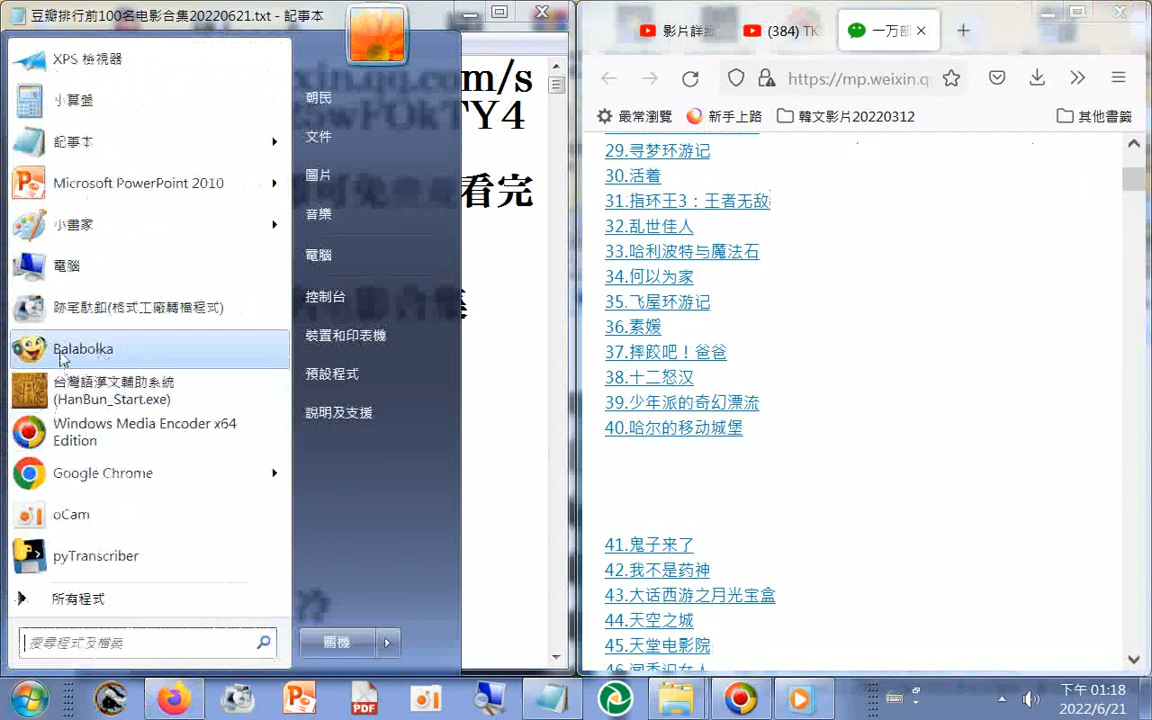 豆瓣排行前100名电影合集20220621.txt - 記事本
XPS 檢視器
小算盤
記事本
Microsoft PowerPoint 2010
小畫家
電腦
Balabolka
台灣語漢文輔助系統
(HanBun_Start.exe)
Windows Media Encoder x64
Edition
Google Chrome
oCam
pyTranscriber
所有程式
搜尋程式及檔案
朝民
文件
圖片
音樂
電腦
控制台
裝置和印表機
預設程式
說明及支援
關機
m/s
TY4
看完
影片詳細
(384) TK
一万部
https://mp.weixin.qq
最常瀏覽
新手上路
韓文影片20220312
其他書籤
29.寻梦环游记
30.活着
31.指环王3：王者无敌
32.乱世佳人
33.哈利波特与魔法石
34.何以为家
35.飞屋环游记
36.素媛
37.摔跤吧！爸爸
38.十二怒汉
39.少年派的奇幻漂流
40.哈尔的移动城堡
41.鬼子来了
42.我不是药神
43.大话西游之月光宝盒
44.天空之城
45.天堂电影院
下午 01:18
2022/6/21